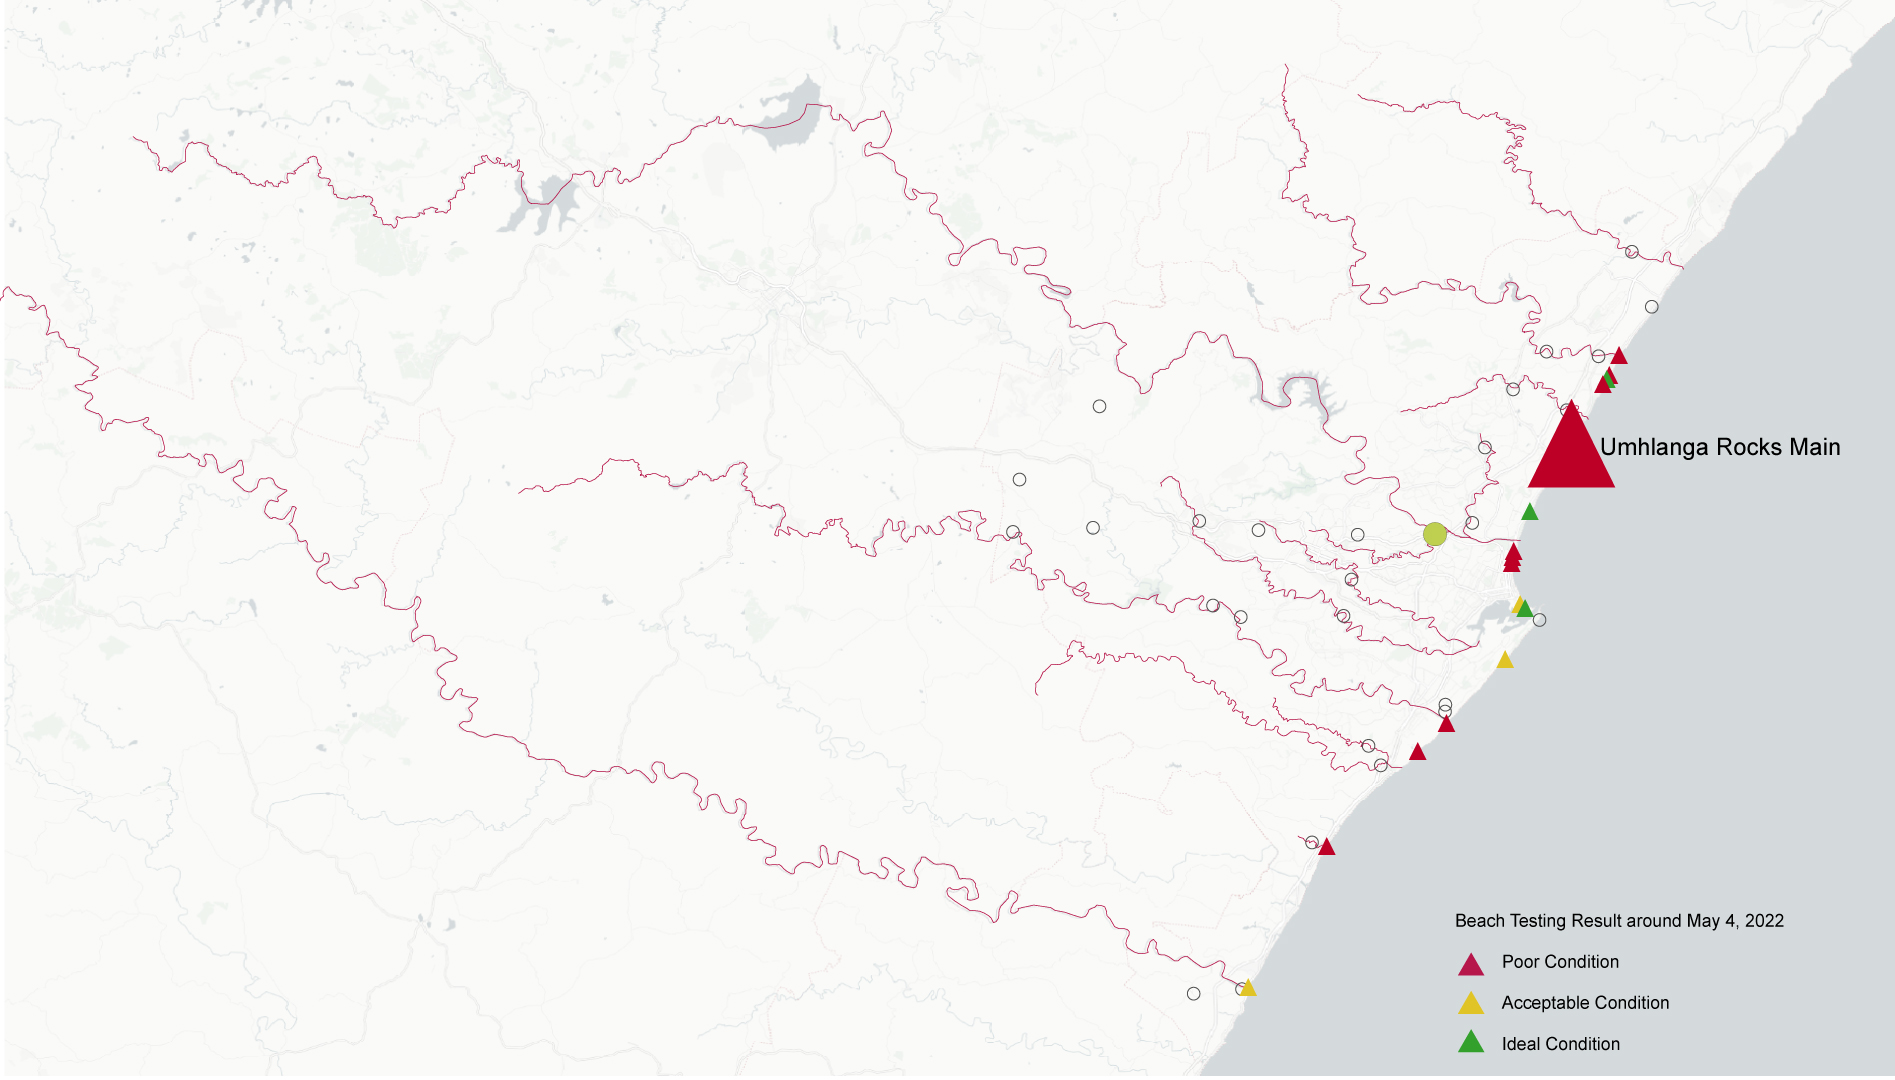 Umhlanga Rocks Main
Beach Testing Result around May 4, 2022
Poor Condition
Acceptable Condition
Ideal Condition